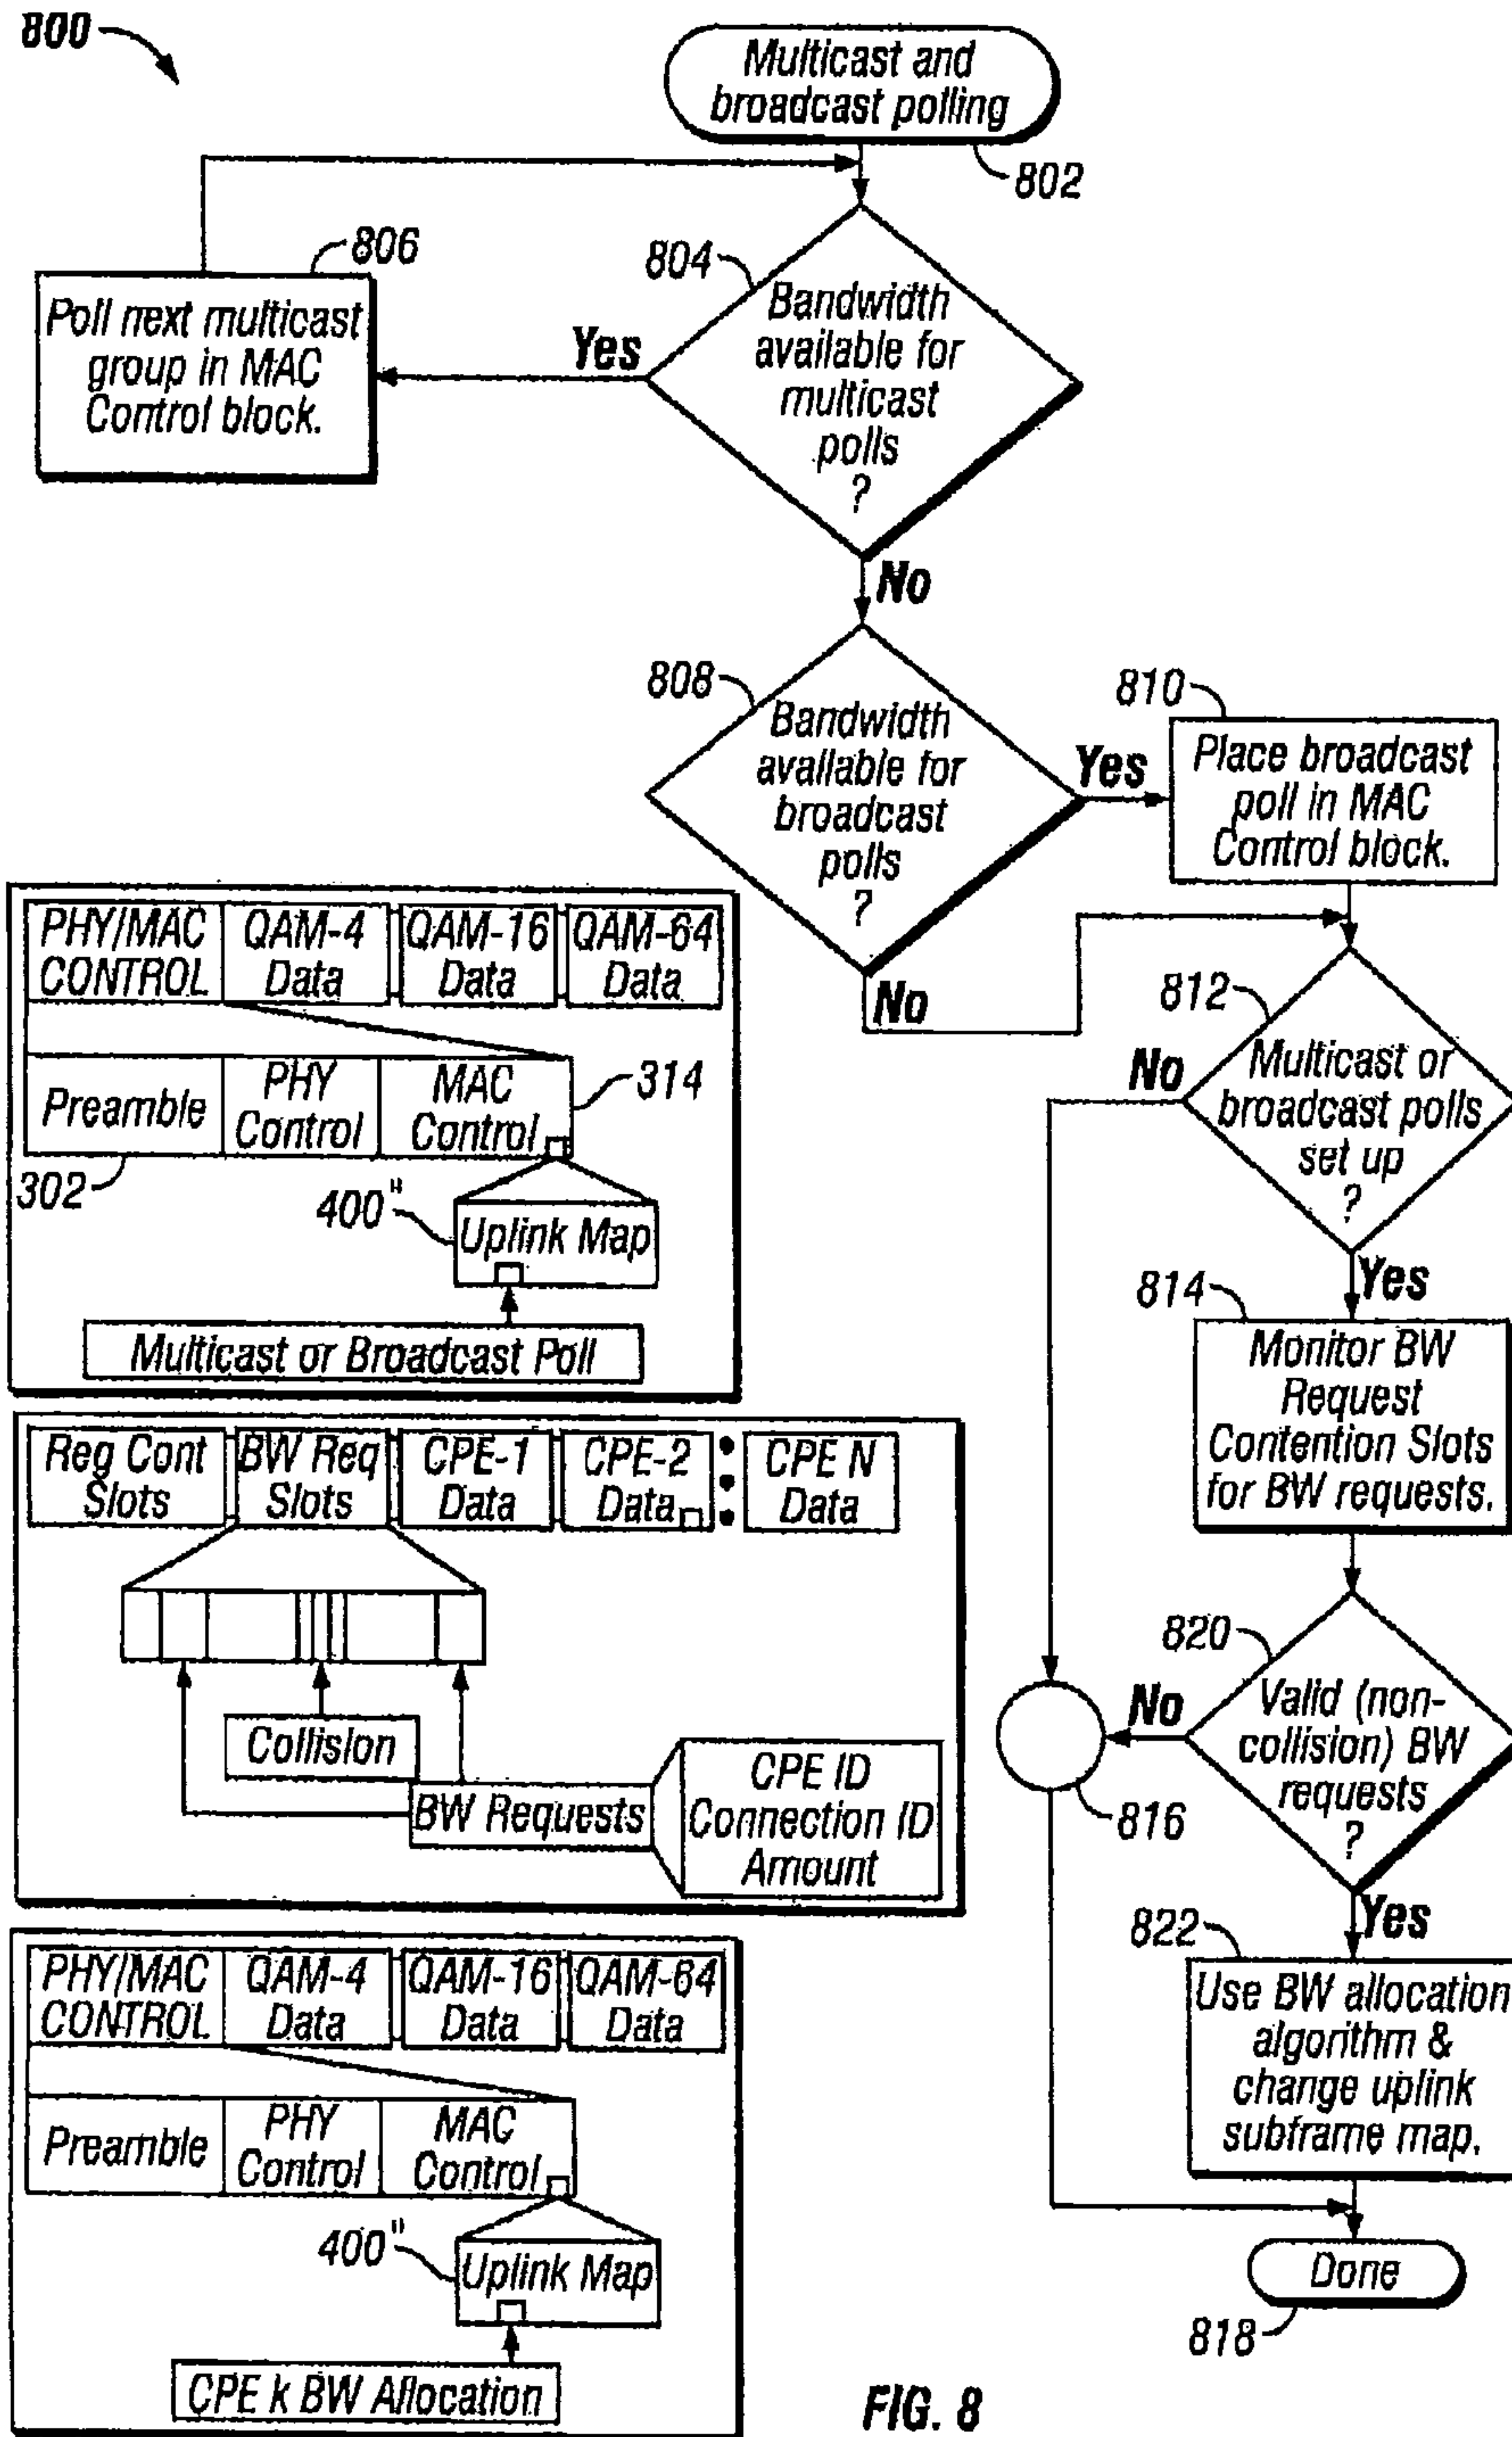 800
Multicast and
broadcast polling
802
806
Poll next multicast
group in MAC
Control block.
804
Bandwidth
available for
multicast
polls
?
Yes
No
808
Bandwidth
available for
broadcast
polls
?
Yes
No
810
Place broadcast
poll in MAC
Control block.
812
Multicast or
broadcast polls
set up
?
No
Yes
814
Monitor BW
Request
Contention Slots
for BW requests.
820
Valid (non-
collision) BW
requests
?
No
816
Yes
822
Use BW allocation
algorithm &
change uplink
subframe map.
Done
818
PHY/MAC
CONTROL
QAM-4
Data
QAM-16
Data
QAM-64
Data
Preamble
PHY
Control
MAC
Control
314
302
400"
Uplink Map
Multicast or Broadcast Poll
Reg Cont
Slots
BW Req
Slots
CPE-1
Data
CPE-2
Data
CPE N
Data
Collision
BW Requests
CPE ID
Connection ID
Amount
PHY/MAC
CONTROL
QAM-4
Data
QAM-16
Data
QAM-64
Data
Preamble
PHY
Control
MAC
Control
400"
Uplink Map
CPE k BW Allocation
FIG. 8